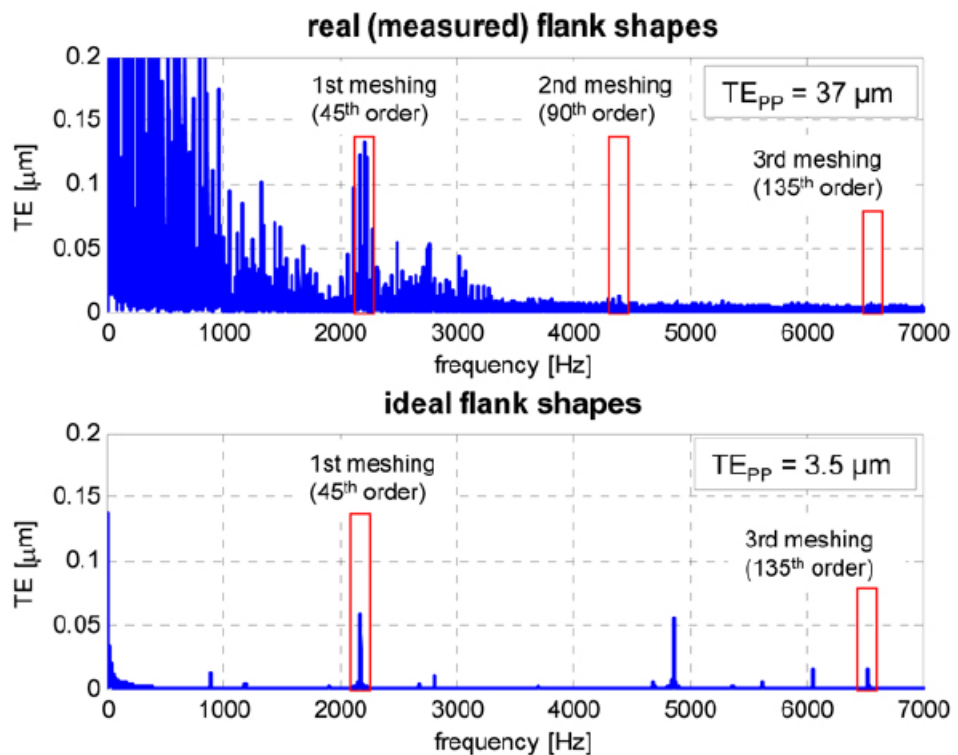 real (measured) flank shapes
0.2
0.15
0.1
0.05
0
TE [μm]
1st meshing
(45th order)
2nd meshing
(90th order)
TEPP = 37 μm
3rd meshing
(135th order)
0 1000 2000 3000 4000 5000 6000 7000
frequency [Hz]
ideal flank shapes
0.2
0.15
0.1
0.05
0
TE [μm]
1st meshing
(45th order)
TEPP = 3.5 μm
3rd meshing
(135th order)
0 1000 2000 3000 4000 5000 6000 7000
frequency [Hz]